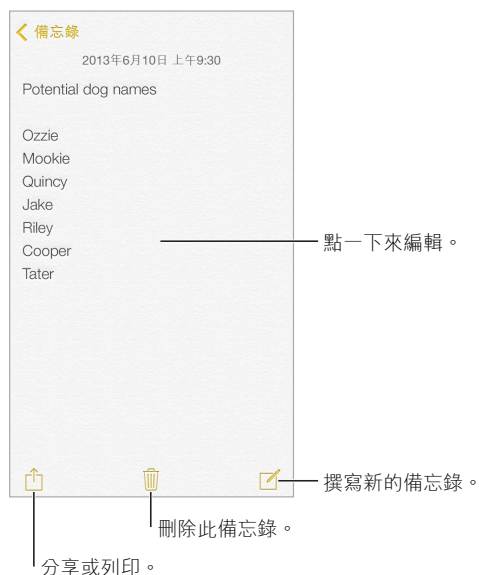 備忘錄
2013年6月10日 上午9:30
Potential dog names
Ozzie
Mookie
Quincy
Jake
Riley
Cooper
Tater
點一下來編輯。
撰寫新的備忘錄。
刪除此備忘錄。
分享或列印。